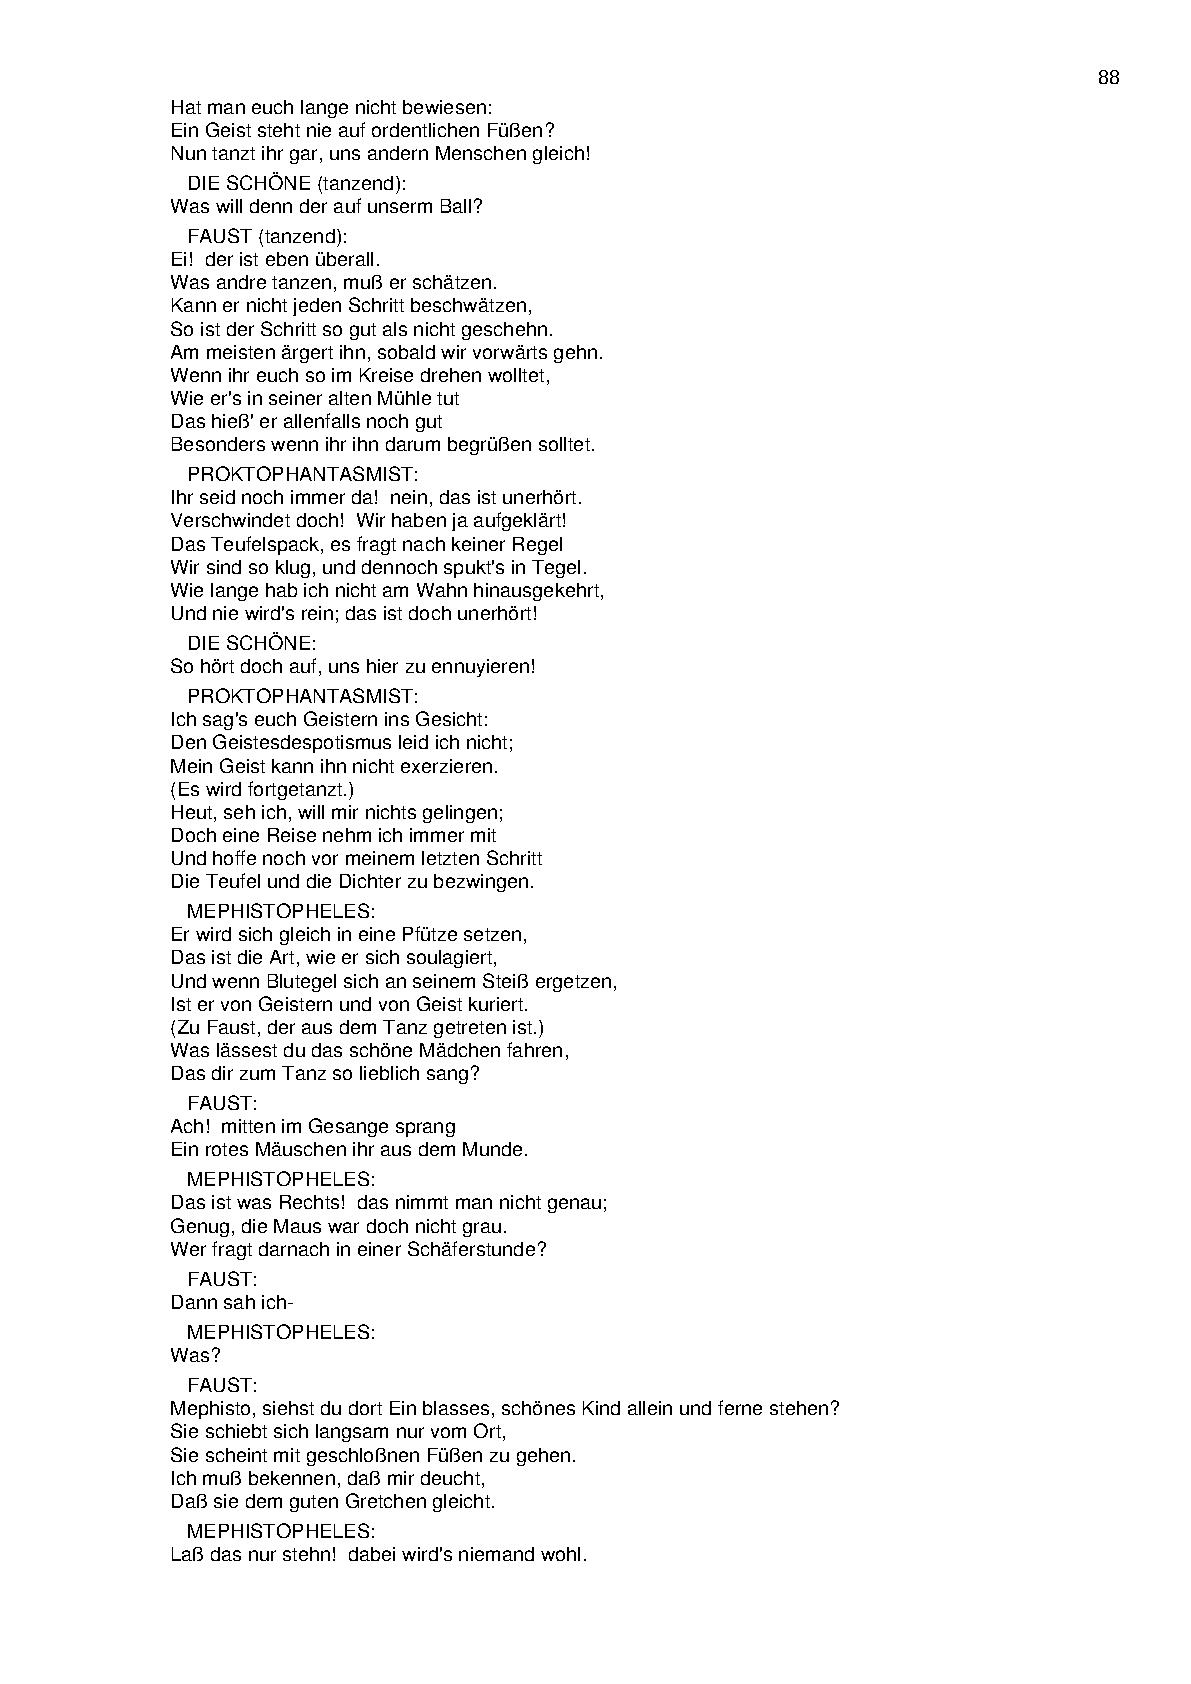 88
Hat man euch lange nicht bewiesen:
Ein Geist steht nie auf ordentlichen Füßen?
Nun tanzt ihr gar, uns andern Menschen gleich!
DIE SCHÖNE (tanzend):
Was will denn der auf unserm Ball?
FAUST (tanzend):
Ei!  der ist eben überall.
Was andre tanzen, muß er schätzen.
Kann er nicht jeden Schritt beschwätzen,
So ist der Schritt so gut als nicht geschehn.
Am meisten ärgert ihn, sobald wir vorwärts gehn.
Wenn ihr euch so im Kreise drehen wolltet,
Wie er's in seiner alten Mühle tut
Das hieß' er allenfalls noch gut
Besonders wenn ihr ihn darum begrüßen solltet.
PROKTOPHANTASMIST:
Ihr seid noch immer da!  nein, das ist unerhört.
Verschwindet doch!  Wir haben ja aufgeklärt!
Das Teufelspack, es fragt nach keiner Regel
Wir sind so klug, und dennoch spukt's in Tegel.
Wie lange hab ich nicht am Wahn hinausgekehrt,
Und nie wird's rein; das ist doch unerhört!
DIE SCHÖNE:
So hört doch auf, uns hier zu ennuyieren!
PROKTOPHANTASMIST:
Ich sag's euch Geistern ins Gesicht:
Den Geistesdespotismus leid ich nicht;
Mein Geist kann ihn nicht exerzieren.
(Es wird fortgetanzt.)
Heut, seh ich, will mir nichts gelingen;
Doch eine Reise nehm ich immer mit
Und hoffe noch vor meinem letzten Schritt
Die Teufel und die Dichter zu bezwingen.
MEPHISTOPHELES:
Er wird sich gleich in eine Pfütze setzen,
Das ist die Art, wie er sich soulagiert,
Und wenn Blutegel sich an seinem Steiß ergetzen,
Ist er von Geistern und von Geist kuriert.
(Zu Faust, der aus dem Tanz getreten ist.)
Was lässest du das schöne Mädchen fahren,
Das dir zum Tanz so lieblich sang?
FAUST:
Ach!  mitten im Gesange sprang
Ein rotes Mäuschen ihr aus dem Munde.
MEPHISTOPHELES:
Das ist was Rechts!  das nimmt man nicht genau;
Genug, die Maus war doch nicht grau.
Wer fragt darnach in einer Schäferstunde?
FAUST:
Dann sah ich-
MEPHISTOPHELES:
Was?
FAUST:
Mephisto, siehst du dort Ein blasses, schönes Kind allein und ferne stehen?
Sie schiebt sich langsam nur vom Ort,
Sie scheint mit geschloßnen Füßen zu gehen.
Ich muß bekennen, daß mir deucht,
Daß sie dem guten Gretchen gleicht.
MEPHISTOPHELES:
Laß das nur stehn!  dabei wird's niemand wohl.